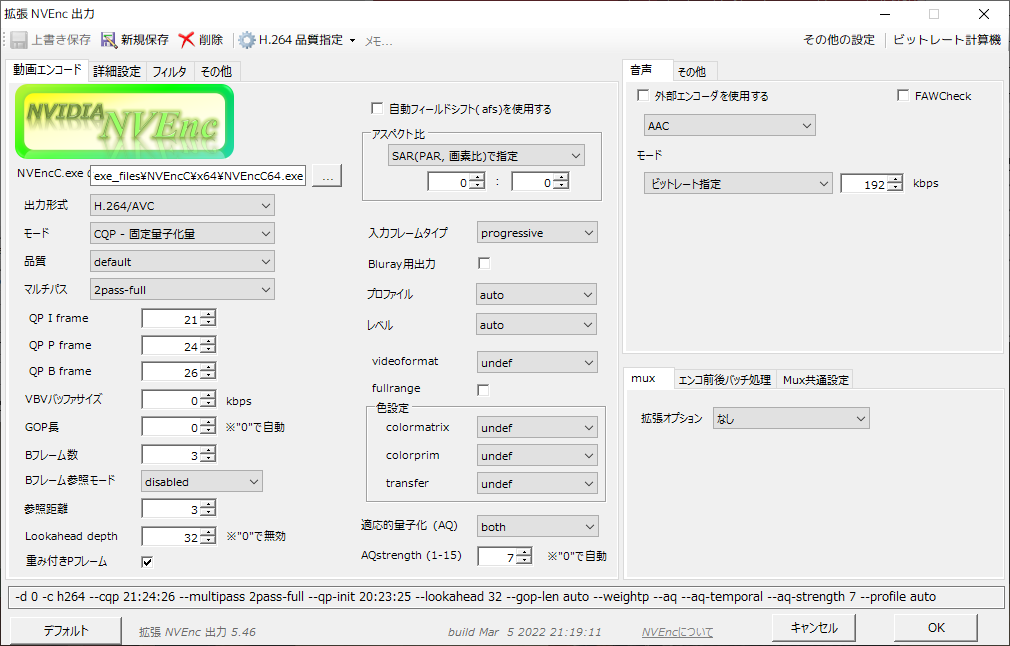 拡張 NVEnc 出力
上書き保存 新規保存 削除 H.264 品質指定 メモ... その他の設定 ビットレート計算機
動画エンコード 詳細設定 フィルタ その他
NVIDIA NVEnc
NVEncC.exe の exe_files¥NVEncC¥x64¥NVEncC64.exe ...
出力形式 H.264/AVC
モード CQP - 固定量子化量
品質 default
マルチパス 2pass-full
QP I frame 21
QP P frame 24
QP B frame 26
VBVバッファサイズ 0 kbps
GOP長 0 ※"0"で自動
Bフレーム数 3
Bフレーム参照モード disabled
参照距離 3
Lookahead depth 32 ※"0"で無効
重み付きPフレーム
自動フィールドシフト(afs)を使用する
アスペクト比
SAR(PAR, 画素比)で指定
0 : 0
入力フレームタイプ progressive
Bluray用出力
プロファイル auto
レベル auto
videoformat undef
fullrange
色設定
colormatrix undef
colorprim undef
transfer undef
適応的量子化 (AQ) both
AQstrength (1-15) 7 ※"0"で自動
音声 その他
外部エンコーダを使用する FAWCheck
AAC
モード
ビットレート指定 192 kbps
mux エンコ前後バッチ処理 Mux共通設定
拡張オプション なし
-d 0 -c h264 --cqp 21:24:26 --multipass 2pass-full --qp-init 20:23:25 --lookahead 32 --gop-len auto --weightp --aq --aq-temporal --aq-strength 7 --profile auto
デフォルト 拡張 NVEnc 出力 5.46 build Mar 5 2022 21:19:11 NVEncについて キャンセル OK